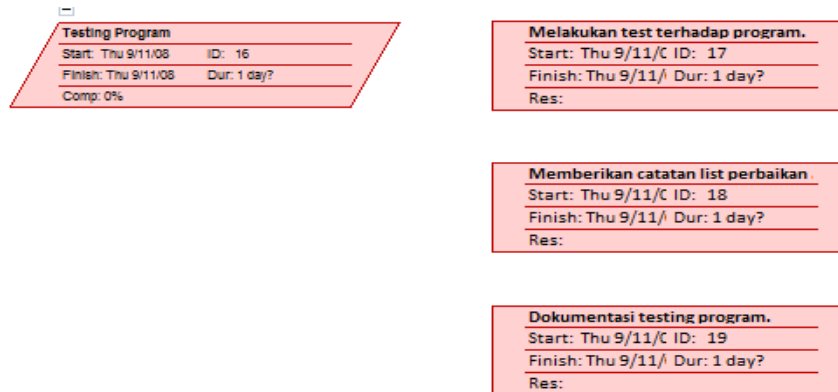 Testing Program
Start: Thu 9/11/08 ID: 16
Finish: Thu 9/11/08 Dur: 1 day?
Comp: 0%
Melakukan test terhadap program.
Start: Thu 9/11/0 ID: 17
Finish: Thu 9/11/ Dur: 1 day?
Res:
Memberikan catatan list perbaikan
Start: Thu 9/11/0 ID: 18
Finish: Thu 9/11/ Dur: 1 day?
Res:
Dokumentasi testing program.
Start: Thu 9/11/0 ID: 19
Finish: Thu 9/11/ Dur: 1 day?
Res: